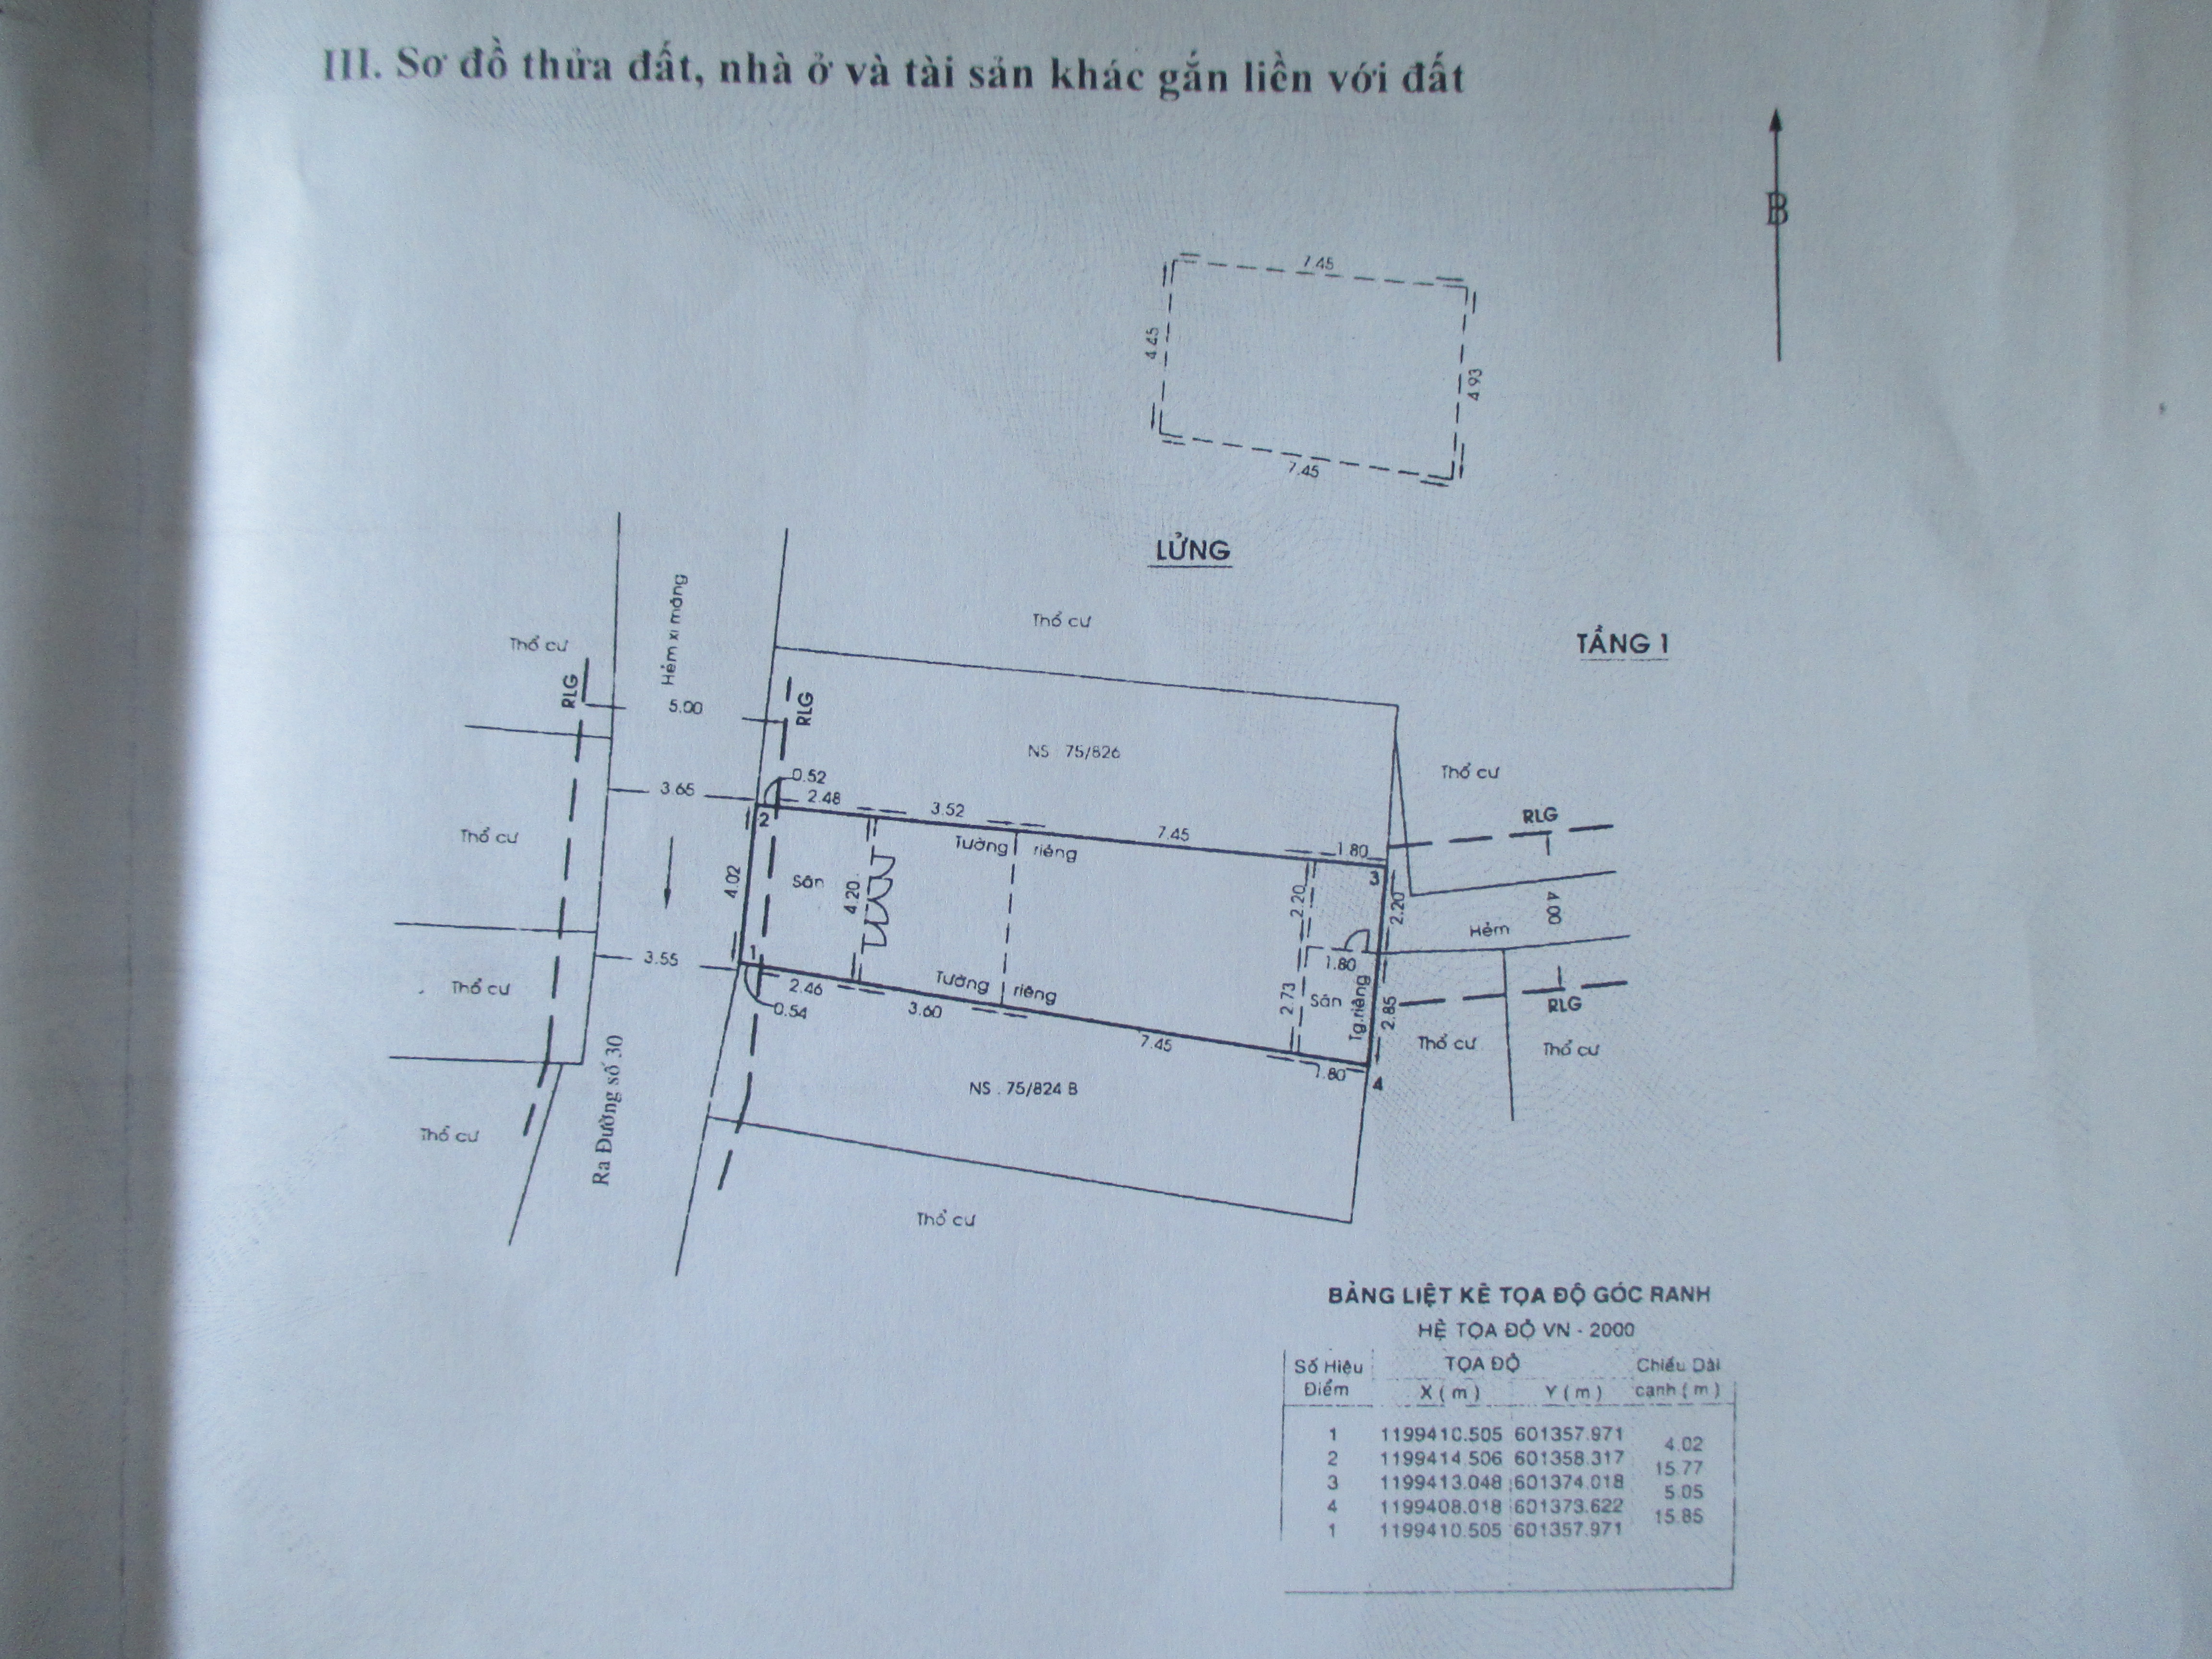 III. Sơ đồ thửa đất, nhà ở và tài sản khác gắn liền với đất
B
7.45
4.45
4.93
7.45
LỬNG
TẦNG 1
Thổ cư
Thổ cư
RLG
Hẻm xi măng
5.00
RLG
NS . 75/826
Thổ cư
0.52
3.65
2.48
3.52
7.45
1.80
RLG
2
Tường riêng
3
Thổ cư
4.02
Sân
4.20
2.20
2.20
4.00
Hẻm
1
3.55
Tường riêng
1.80
Thổ cư
2.46
0.54
3.60
2.73
Sân
Tg.riêng
2.85
RLG
7.45
1.80
4
Thổ cư
Thổ cư
Ra Đường số 30
NS . 75/824 B
Thổ cư
Thổ cư
BẢNG LIỆT KÊ TỌA ĐỘ GÓC RANH
HỆ TỌA ĐỘ VN - 2000
Số Hiệu Điểm
TỌA ĐỘ
Chiều Dài cạnh ( m )
X ( m ) Y ( m )
1 1199410.505 601357.971
4.02
2 1199414.506 601358.317
15.77
3 1199413.048 601374.018
5.05
4 1199408.018 601373.622
15.85
1 1199410.505 601357.971